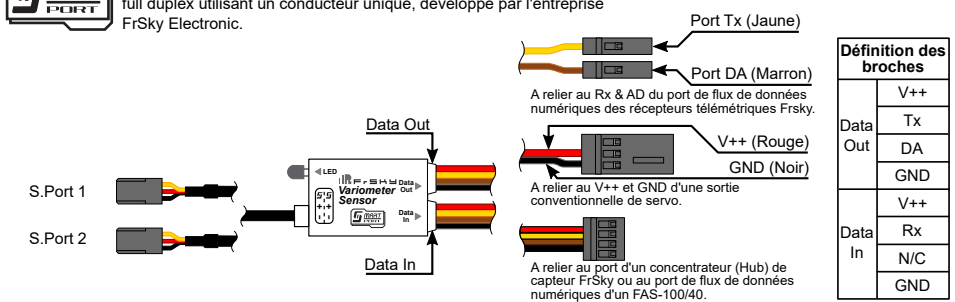 full duplex utilisant un conducteur unique, développé par l'entreprise
FrSky Electronic.
PORT
Port Tx (Jaune)
Port DA (Marron)
A relier au Rx & AD du port de flux de données
numériques des récepteurs télémétriques Frsky.
Data Out
V++ (Rouge)
GND (Noir)
A relier au V++ et GND d'une sortie
conventionnelle de servo.
S.Port 1
S.Port 2
LED
FrSKY
Variometer
Sensor
Data
Out
S.S
+ +
I I
SMART
PORT
Data
In
Data In
A relier au port d'un concentrateur (Hub) de
capteur FrSky ou au port de flux de données
numériques d'un FAS-100/40.
Définition des
broches
Data
Out
V++
Tx
DA
GND
Data
In
V++
Rx
N/C
GND